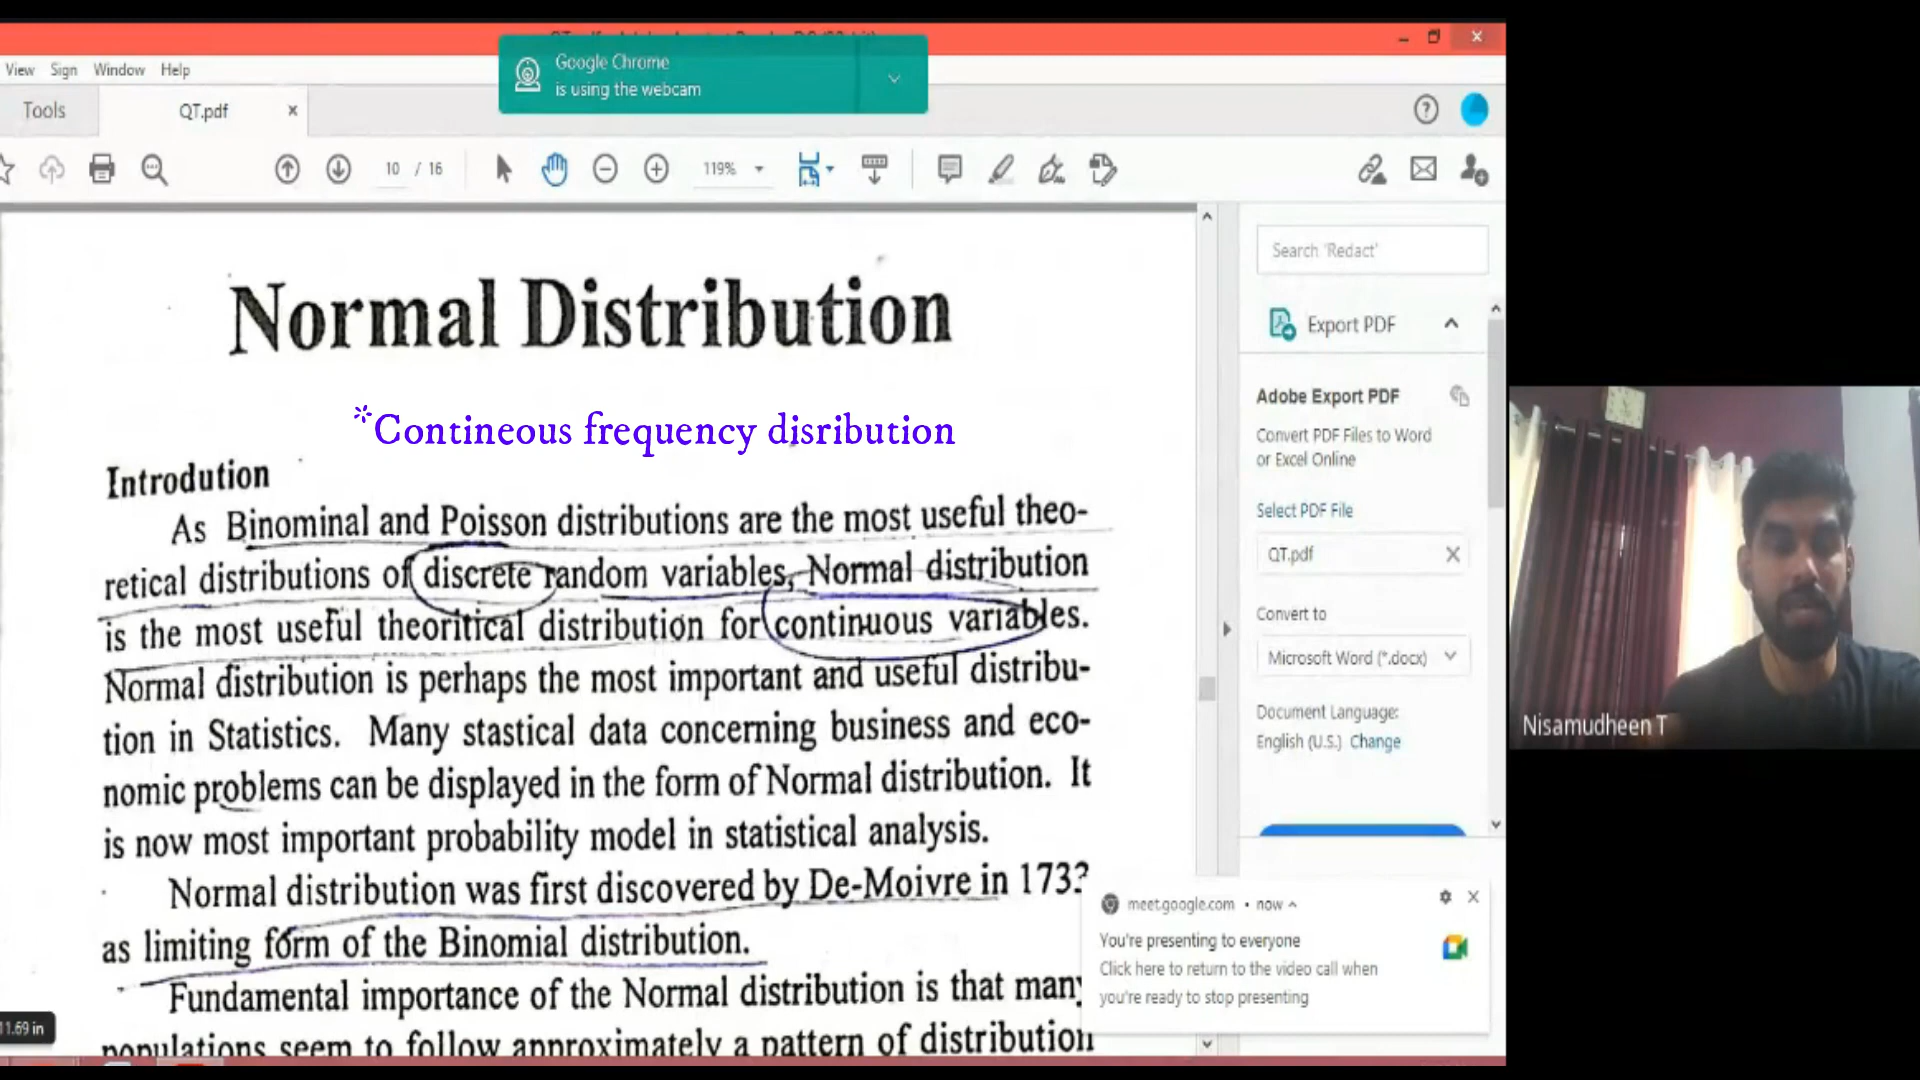 Google Chrome
is using the webcam
View Sign Window Help
Tools
QT.pdf
10 / 16
119%
Search 'Redact'
Export PDF
Adobe Export PDF
Convert PDF Files to Word
or Excel Online
Select PDF File
QT.pdf
Convert to
Microsoft Word (*.docx)
Document Language:
English (U.S.) Change
Normal Distribution
*Contineous frequency disribution
Introdution
As Binominal and Poisson distributions are the most useful theo-
retical distributions of discrete random variables, Normal distribution
is the most useful theoritical distribution for continuous variables.
Normal distribution is perhaps the most important and useful distribu-
tion in Statistics. Many stastical data concerning business and eco-
nomic problems can be displayed in the form of Normal distribution. It
is now most important probability model in statistical analysis.
Normal distribution was first discovered by De-Moivre in
as limiting form of the Binomial distribution.
Fundamental importance of the Normal distribution is that many
populations seem to follow approximately a pattern of distribution
11.69 in
meet.google.com • now
You're presenting to everyone
Click here to return to the video call when
you're ready to stop presenting
Nisamudheen T